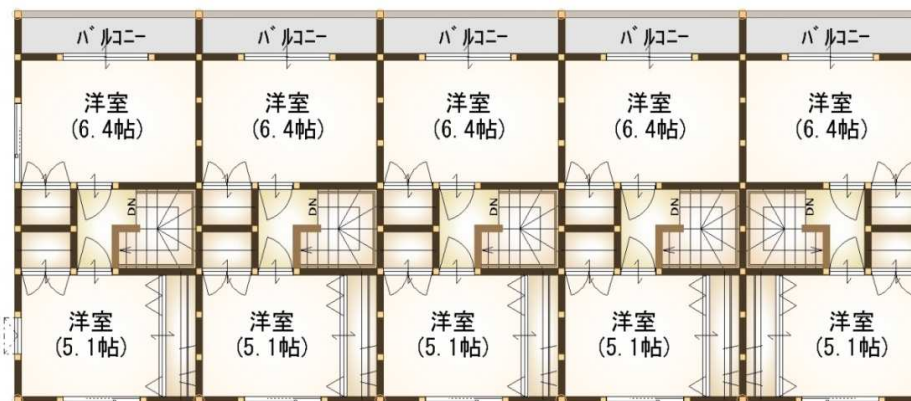 バルコニー バルコニー バルコニー バルコニー バルコニー
洋室 洋室 洋室 洋室 洋室
(6.4帖) (6.4帖) (6.4帖) (6.4帖) (6.4帖)
DN DN DN DN DN
洋室 洋室 洋室 洋室 洋室
(5.1帖) (5.1帖) (5.1帖) (5.1帖) (5.1帖)